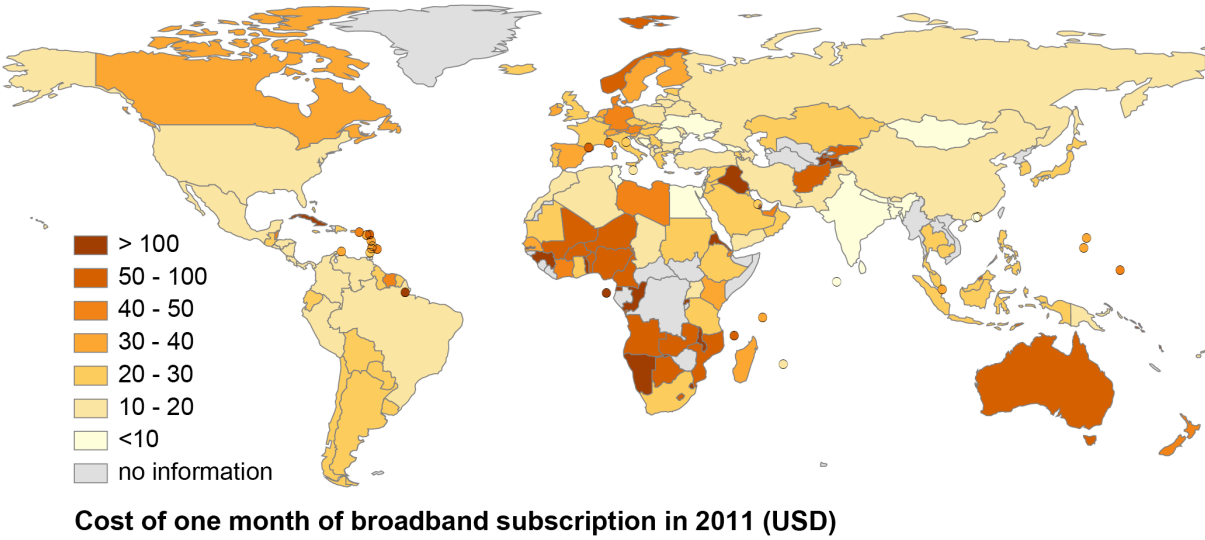 > 100
50 - 100
40 - 50
30 - 40
20 - 30
10 - 20
<10
no information
Cost of one month of broadband subscription in 2011 (USD)